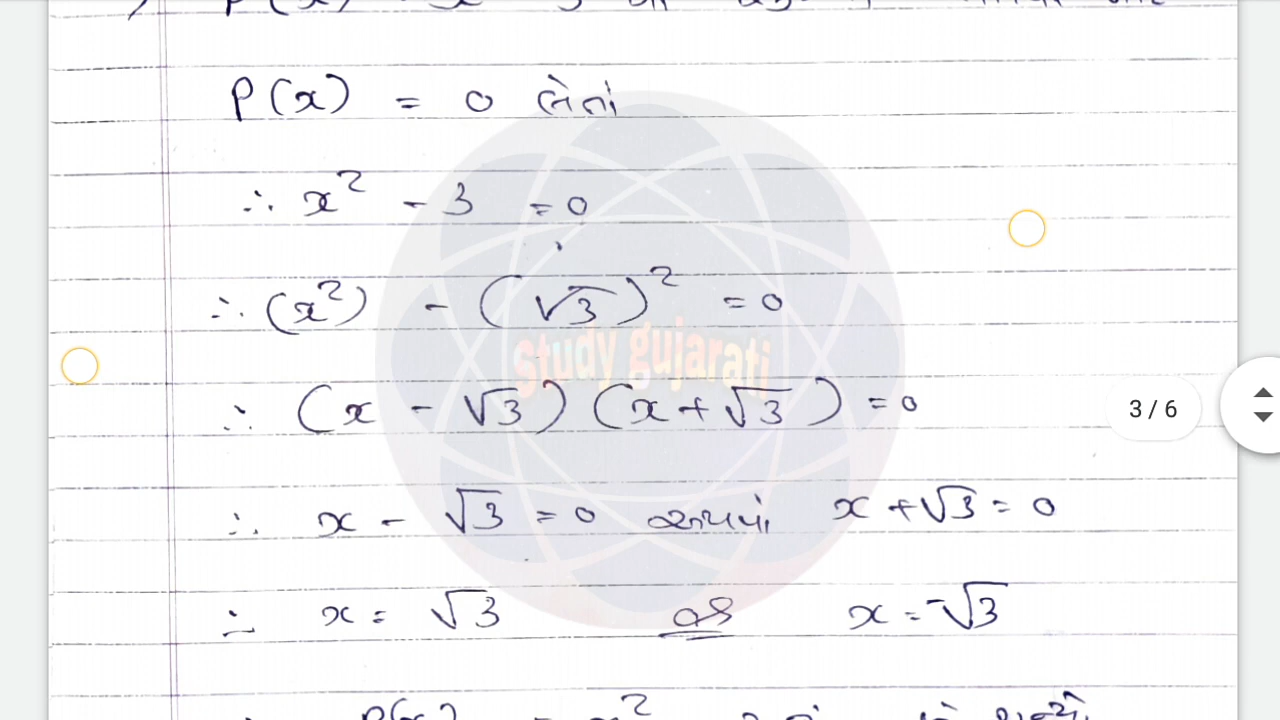 P(x) = 0 લેતાં
∴ x² - 3 = 0
∴ (x²) - (√3)² = 0
study gujarati
∴ (x - √3) (x + √3) = 0
3 / 6
∴ x - √3 = 0 અથવા x + √3 = 0
∴ x = √3 x = -√3